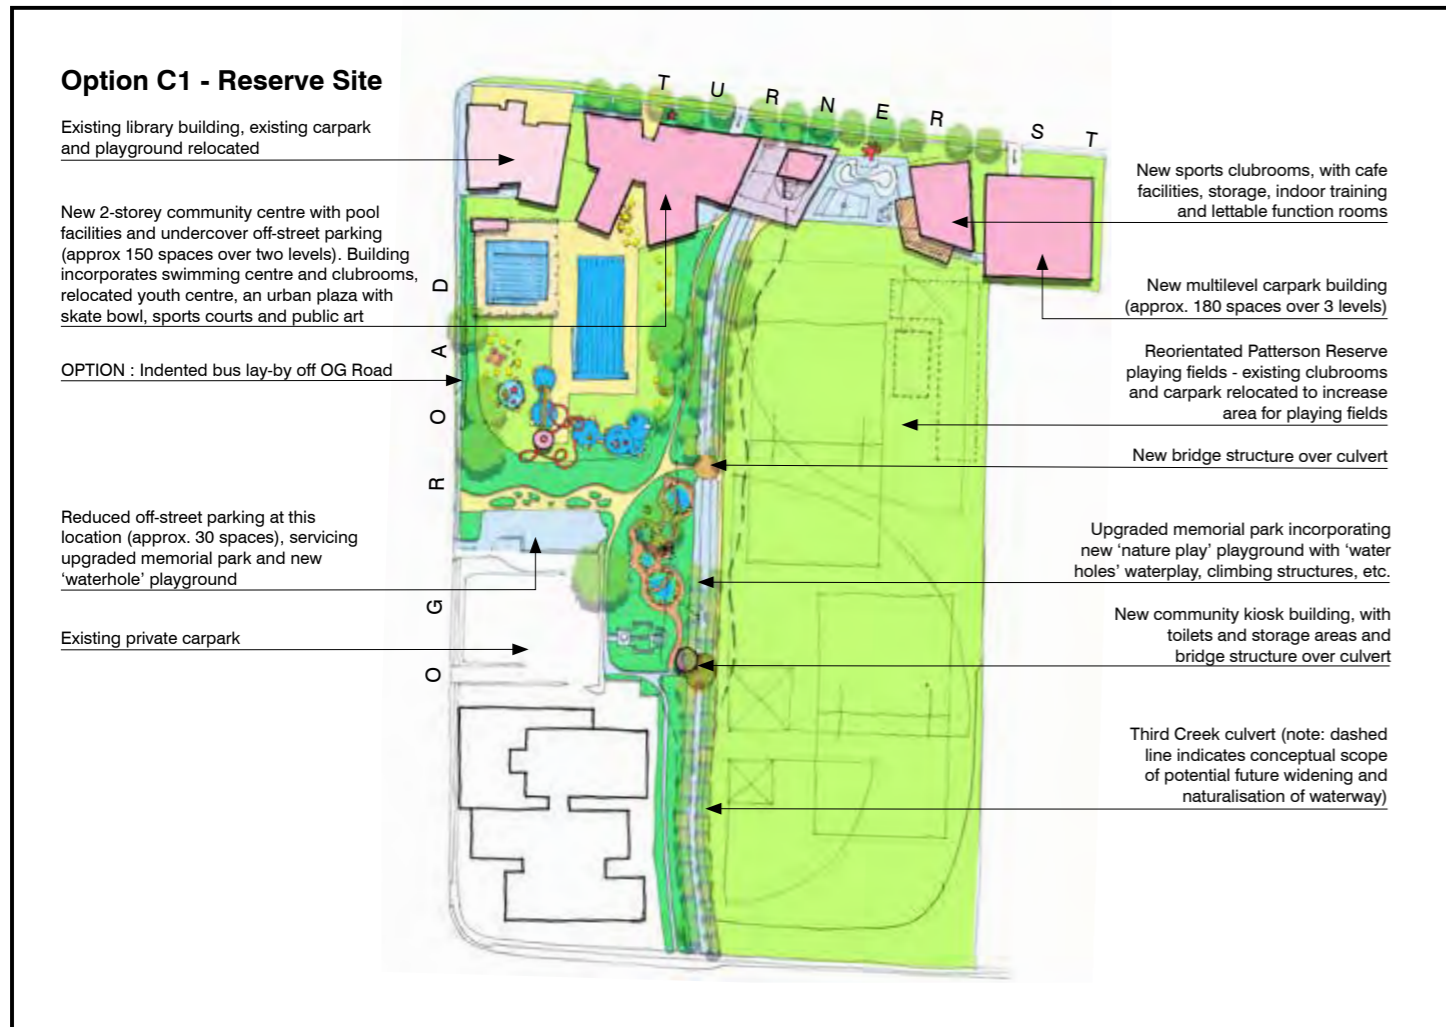 Option C1 - Reserve Site
Existing library building, existing carpark
and playground relocated
New 2-storey community centre with pool
facilities and undercover off-street parking
(approx 150 spaces over two levels). Building
incorporates swimming centre and clubrooms,
relocated youth centre, an urban plaza with
skate bowl, sports courts and public art
OPTION : Indented bus lay-by off OG Road
Reduced off-street parking at this
location (approx. 30 spaces), servicing
upgraded memorial park and new
‘waterhole’ playground
Existing private carpark
OG ROAD
TURNER ST
New sports clubrooms, with cafe
facilities, storage, indoor training
and lettable function rooms
New multilevel carpark building
(approx. 180 spaces over 3 levels)
Reorientated Patterson Reserve
playing fields - existing clubrooms
and carpark relocated to increase
area for playing fields
New bridge structure over culvert
Upgraded memorial park incorporating
new ‘nature play’ playground with ‘water
holes’ waterplay, climbing structures, etc.
New community kiosk building, with
toilets and storage areas and
bridge structure over culvert
Third Creek culvert (note: dashed
line indicates conceptual scope
of potential future widening and
naturalisation of waterway)